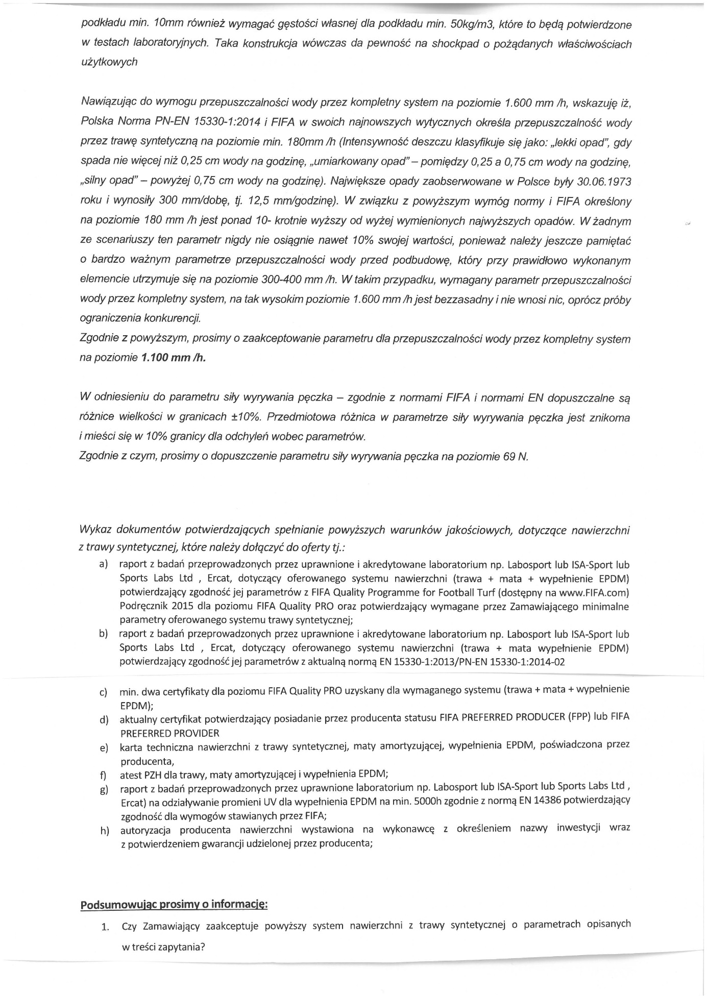 podkładu min. 10mm również wymagać gęstości własnej dla podkładu min. 50kg/m3, które to będą potwierdzone
w testach laboratoryjnych. Taka konstrukcja wówczas da pewność na shockpad o pożądanych właściwościach
użytkowych
Nawiązując do wymogu przepuszczalności wody przez kompletny system na poziomie 1.600 mm /h, wskazuję iż,
Polska Norma PN-EN 15330-1:2014 i FIFA w swoich najnowszych wytycznych określa przepuszczalność wody
przez trawę syntetyczną na poziomie min. 180mm /h (Intensywność deszczu klasyfikuje się jako: „lekki opad”, gdy
spada nie więcej niż 0,25 cm wody na godzinę, „umiarkowany opad” – pomiędzy 0,25 a 0,75 cm wody na godzinę,
„silny opad” – powyżej 0,75 cm wody na godzinę). Największe opady zaobserwowane w Polsce były 30.06.1973
roku i wynosiły 300 mm/dobę, tj. 12,5 mm/godzinę). W związku z powyższym wymóg normy i FIFA określony
na poziomie 180 mm /h jest ponad 10- krotnie wyższy od wyżej wymienionych najwyższych opadów. W żadnym
ze scenariuszy ten parametr nigdy nie osiągnie nawet 10% swojej wartości, ponieważ należy jeszcze pamiętać
o bardzo ważnym parametrze przepuszczalności wody przed podbudowę, który przy prawidłowo wykonanym
elemencie utrzymuje się na poziomie 300-400 mm /h. W takim przypadku, wymagany parametr przepuszczalności
wody przez kompletny system, na tak wysokim poziomie 1.600 mm /h jest bezzasadny i nie wnosi nic, oprócz próby
ograniczenia konkurencji.
Zgodnie z powyższym, prosimy o zaakceptowanie parametru dla przepuszczalności wody przez kompletny system
na poziomie 1.100 mm /h.
W odniesieniu do parametru siły wyrywania pęczka – zgodnie z normami FIFA i normami EN dopuszczalne są
różnice wielkości w granicach ±10%. Przedmiotowa różnica w parametrze siły wyrywania pęczka jest znikoma
i mieści się w 10% granicy dla odchyleń wobec parametrów.
Zgodnie z czym, prosimy o dopuszczenie parametru siły wyrywania pęczka na poziomie 69 N.
Wykaz dokumentów potwierdzających spełnianie powyższych warunków jakościowych, dotyczące nawierzchni
z trawy syntetycznej, które należy dołączyć do oferty tj.:
a) raport z badań przeprowadzonych przez uprawnione i akredytowane laboratorium np. Labosport lub ISA-Sport lub
Sports Labs Ltd , Ercat, dotyczący oferowanego systemu nawierzchni (trawa + mata + wypełnienie EPDM)
potwierdzający zgodność jej parametrów z FIFA Quality Programme for Football Turf (dostępny na www.FIFA.com)
Podręcznik 2015 dla poziomu FIFA Quality PRO oraz potwierdzający wymagane przez Zamawiającego minimalne
parametry oferowanego systemu trawy syntetycznej;
b) raport z badań przeprowadzonych przez uprawnione i akredytowane laboratorium np. Labosport lub ISA-Sport lub
Sports Labs Ltd , Ercat, dotyczący oferowanego systemu nawierzchni (trawa + mata wypełnienie EPDM)
potwierdzający zgodność jej parametrów z aktualną normą EN 15330-1:2013/PN-EN 15330-1:2014-02
c) min. dwa certyfikaty dla poziomu FIFA Quality PRO uzyskany dla wymaganego systemu (trawa + mata + wypełnienie
EPDM);
d) aktualny certyfikat potwierdzający posiadanie przez producenta statusu FIFA PREFERRED PRODUCER (FPP) lub FIFA
PREFERRED PROVIDER
e) karta techniczna nawierzchni z trawy syntetycznej, maty amortyzującej, wypełnienia EPDM, poświadczona przez
producenta,
f) atest PZH dla trawy, maty amortyzującej i wypełnienia EPDM;
g) raport z badań przeprowadzonych przez uprawnione laboratorium np. Labosport lub ISA-Sport lub Sports Labs Ltd ,
Ercat) na odziaływanie promieni UV dla wypełnienia EPDM na min. 5000h zgodnie z normą EN 14386 potwierdzający
zgodność dla wymogów stawianych przez FIFA;
h) autoryzacja producenta nawierzchni wystawiona na wykonawcę z określeniem nazwy inwestycji wraz
z potwierdzeniem gwarancji udzielonej przez producenta;
Podsumowując prosimy o informację:
1. Czy Zamawiający zaakceptuje powyższy system nawierzchni z trawy syntetycznej o parametrach opisanych
w treści zapytania?